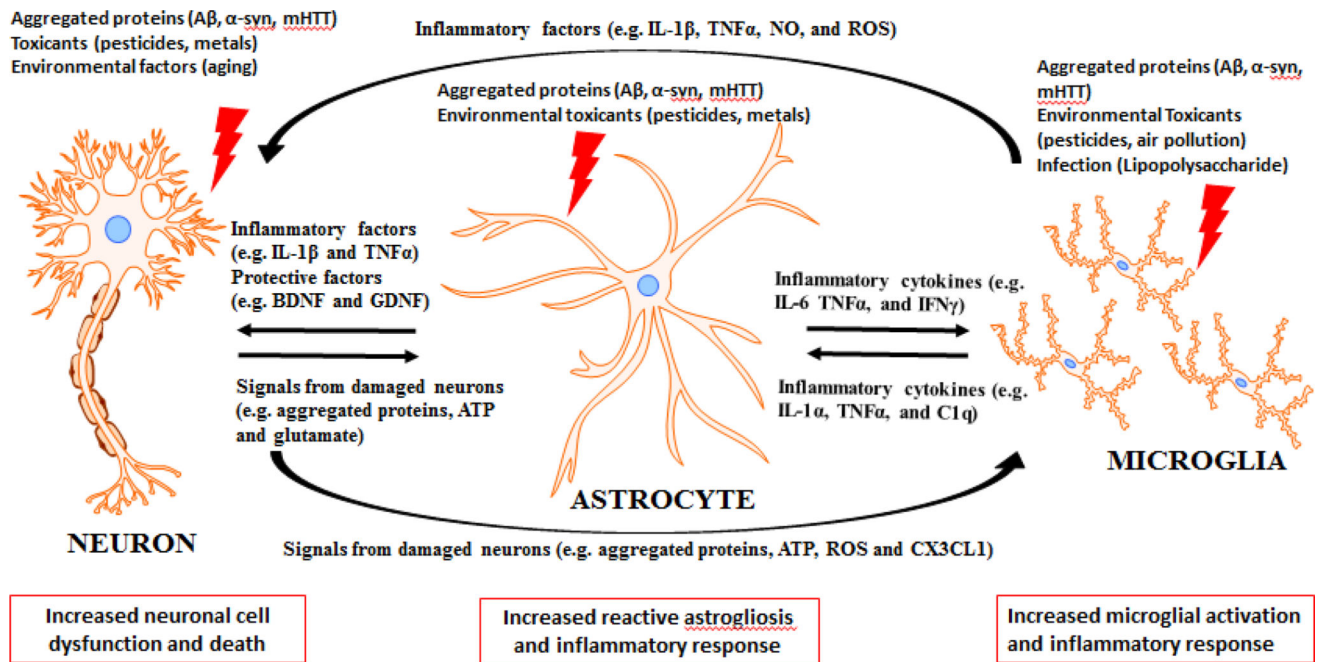 Aggregated proteins (Aβ, α-syn, mHTT)
Toxicants (pesticides, metals)
Environmental factors (aging)
Inflammatory factors (e.g. IL-1β, TNFα, NO, and ROS)
Aggregated proteins (Aβ, α-syn, mHTT)
Environmental toxicants (pesticides, metals)
Aggregated proteins (Aβ, α-syn,
mHTT)
Environmental Toxicants
(pesticides, air pollution)
Infection (Lipopolysaccharide)
Inflammatory factors
(e.g. IL-1β and TNFα)
Protective factors
(e.g. BDNF and GDNF)
Signals from damaged neurons
(e.g. aggregated proteins, ATP
and glutamate)
Inflammatory cytokines (e.g.
IL-6 TNFα, and IFNγ)
Inflammatory cytokines (e.g.
IL-1α, TNFα, and C1q)
NEURON
ASTROCYTE
MICROGLIA
Signals from damaged neurons (e.g. aggregated proteins, ATP, ROS and CX3CL1)
Increased neuronal cell
dysfunction and death
Increased reactive astrogliosis
and inflammatory response
Increased microglial activation
and inflammatory response